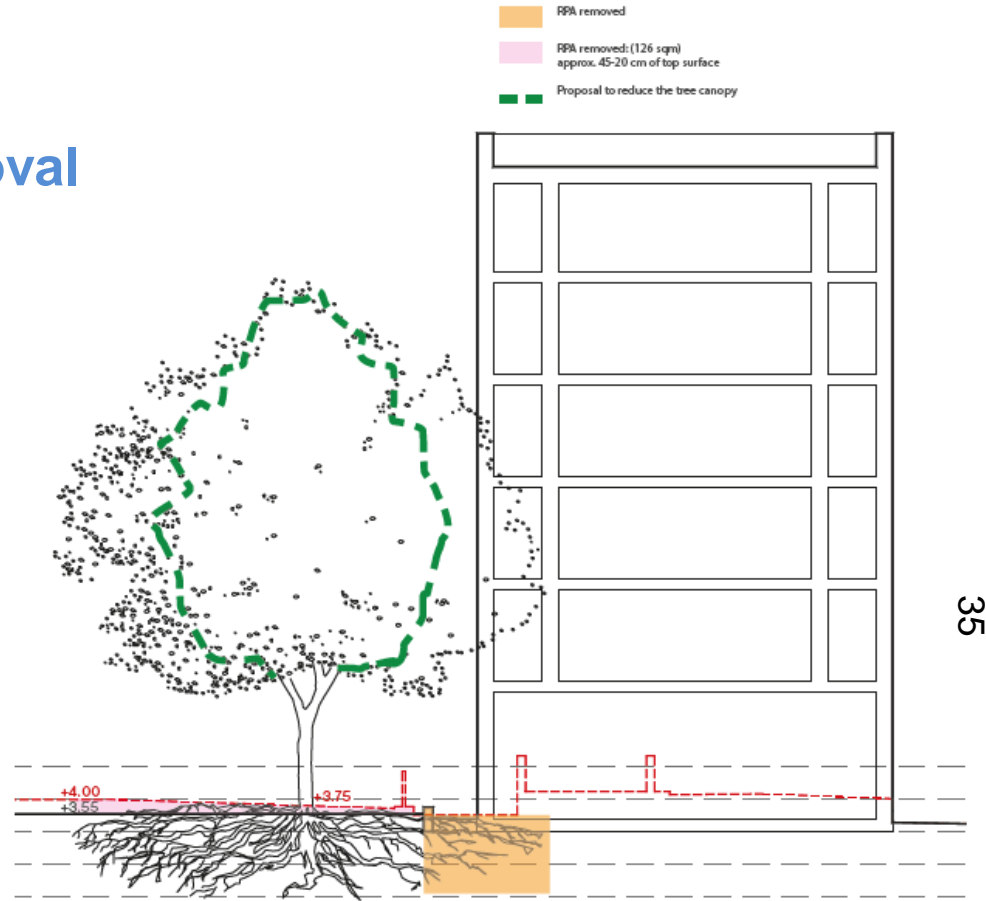 RPA removed
RPA removed: (126 sqm)
approx. 45-20 cm of top surface
Proposal to reduce the tree canopy
oval
35
+4.00
+3.75
+3.55